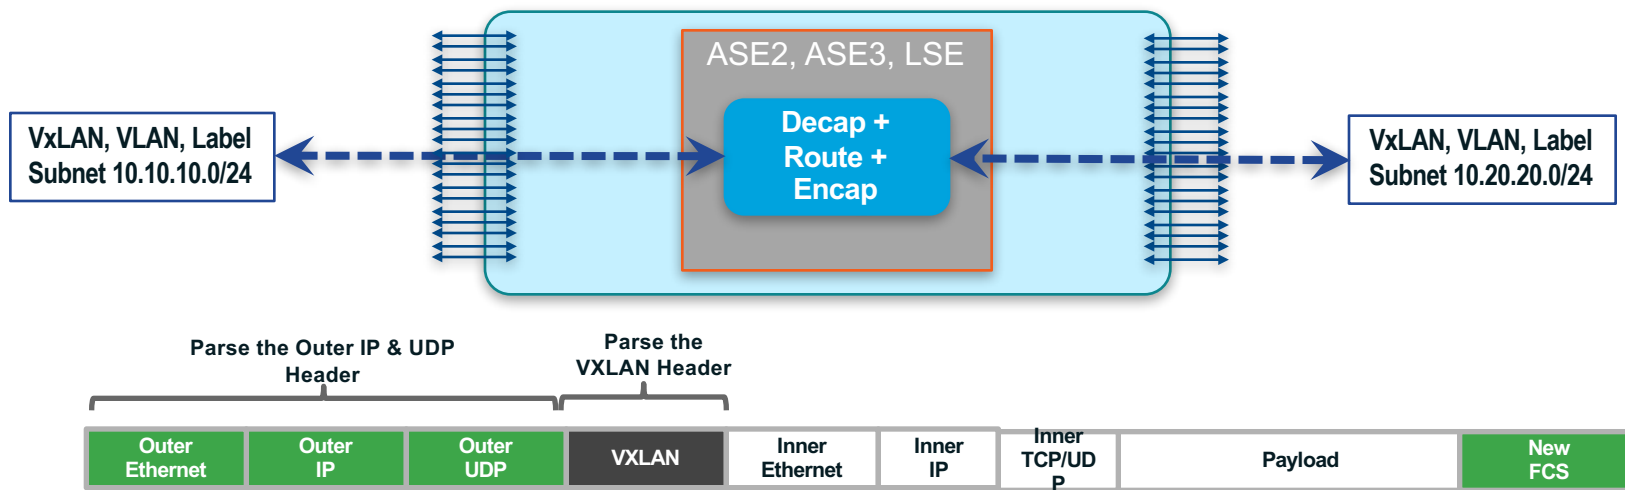 ASE2, ASE3, LSE
VxLAN, VLAN, Label
Subnet 10.10.10.0/24
Decap +
Route +
Encap
VxLAN, VLAN, Label
Subnet 10.20.20.0/24
Parse the Outer IP & UDP
Header
Parse the
VXLAN Header
Outer
Ethernet
Outer
IP
Outer
UDP
VXLAN
Inner
Ethernet
Inner
IP
Inner
TCP/UD
P
Payload
New
FCS